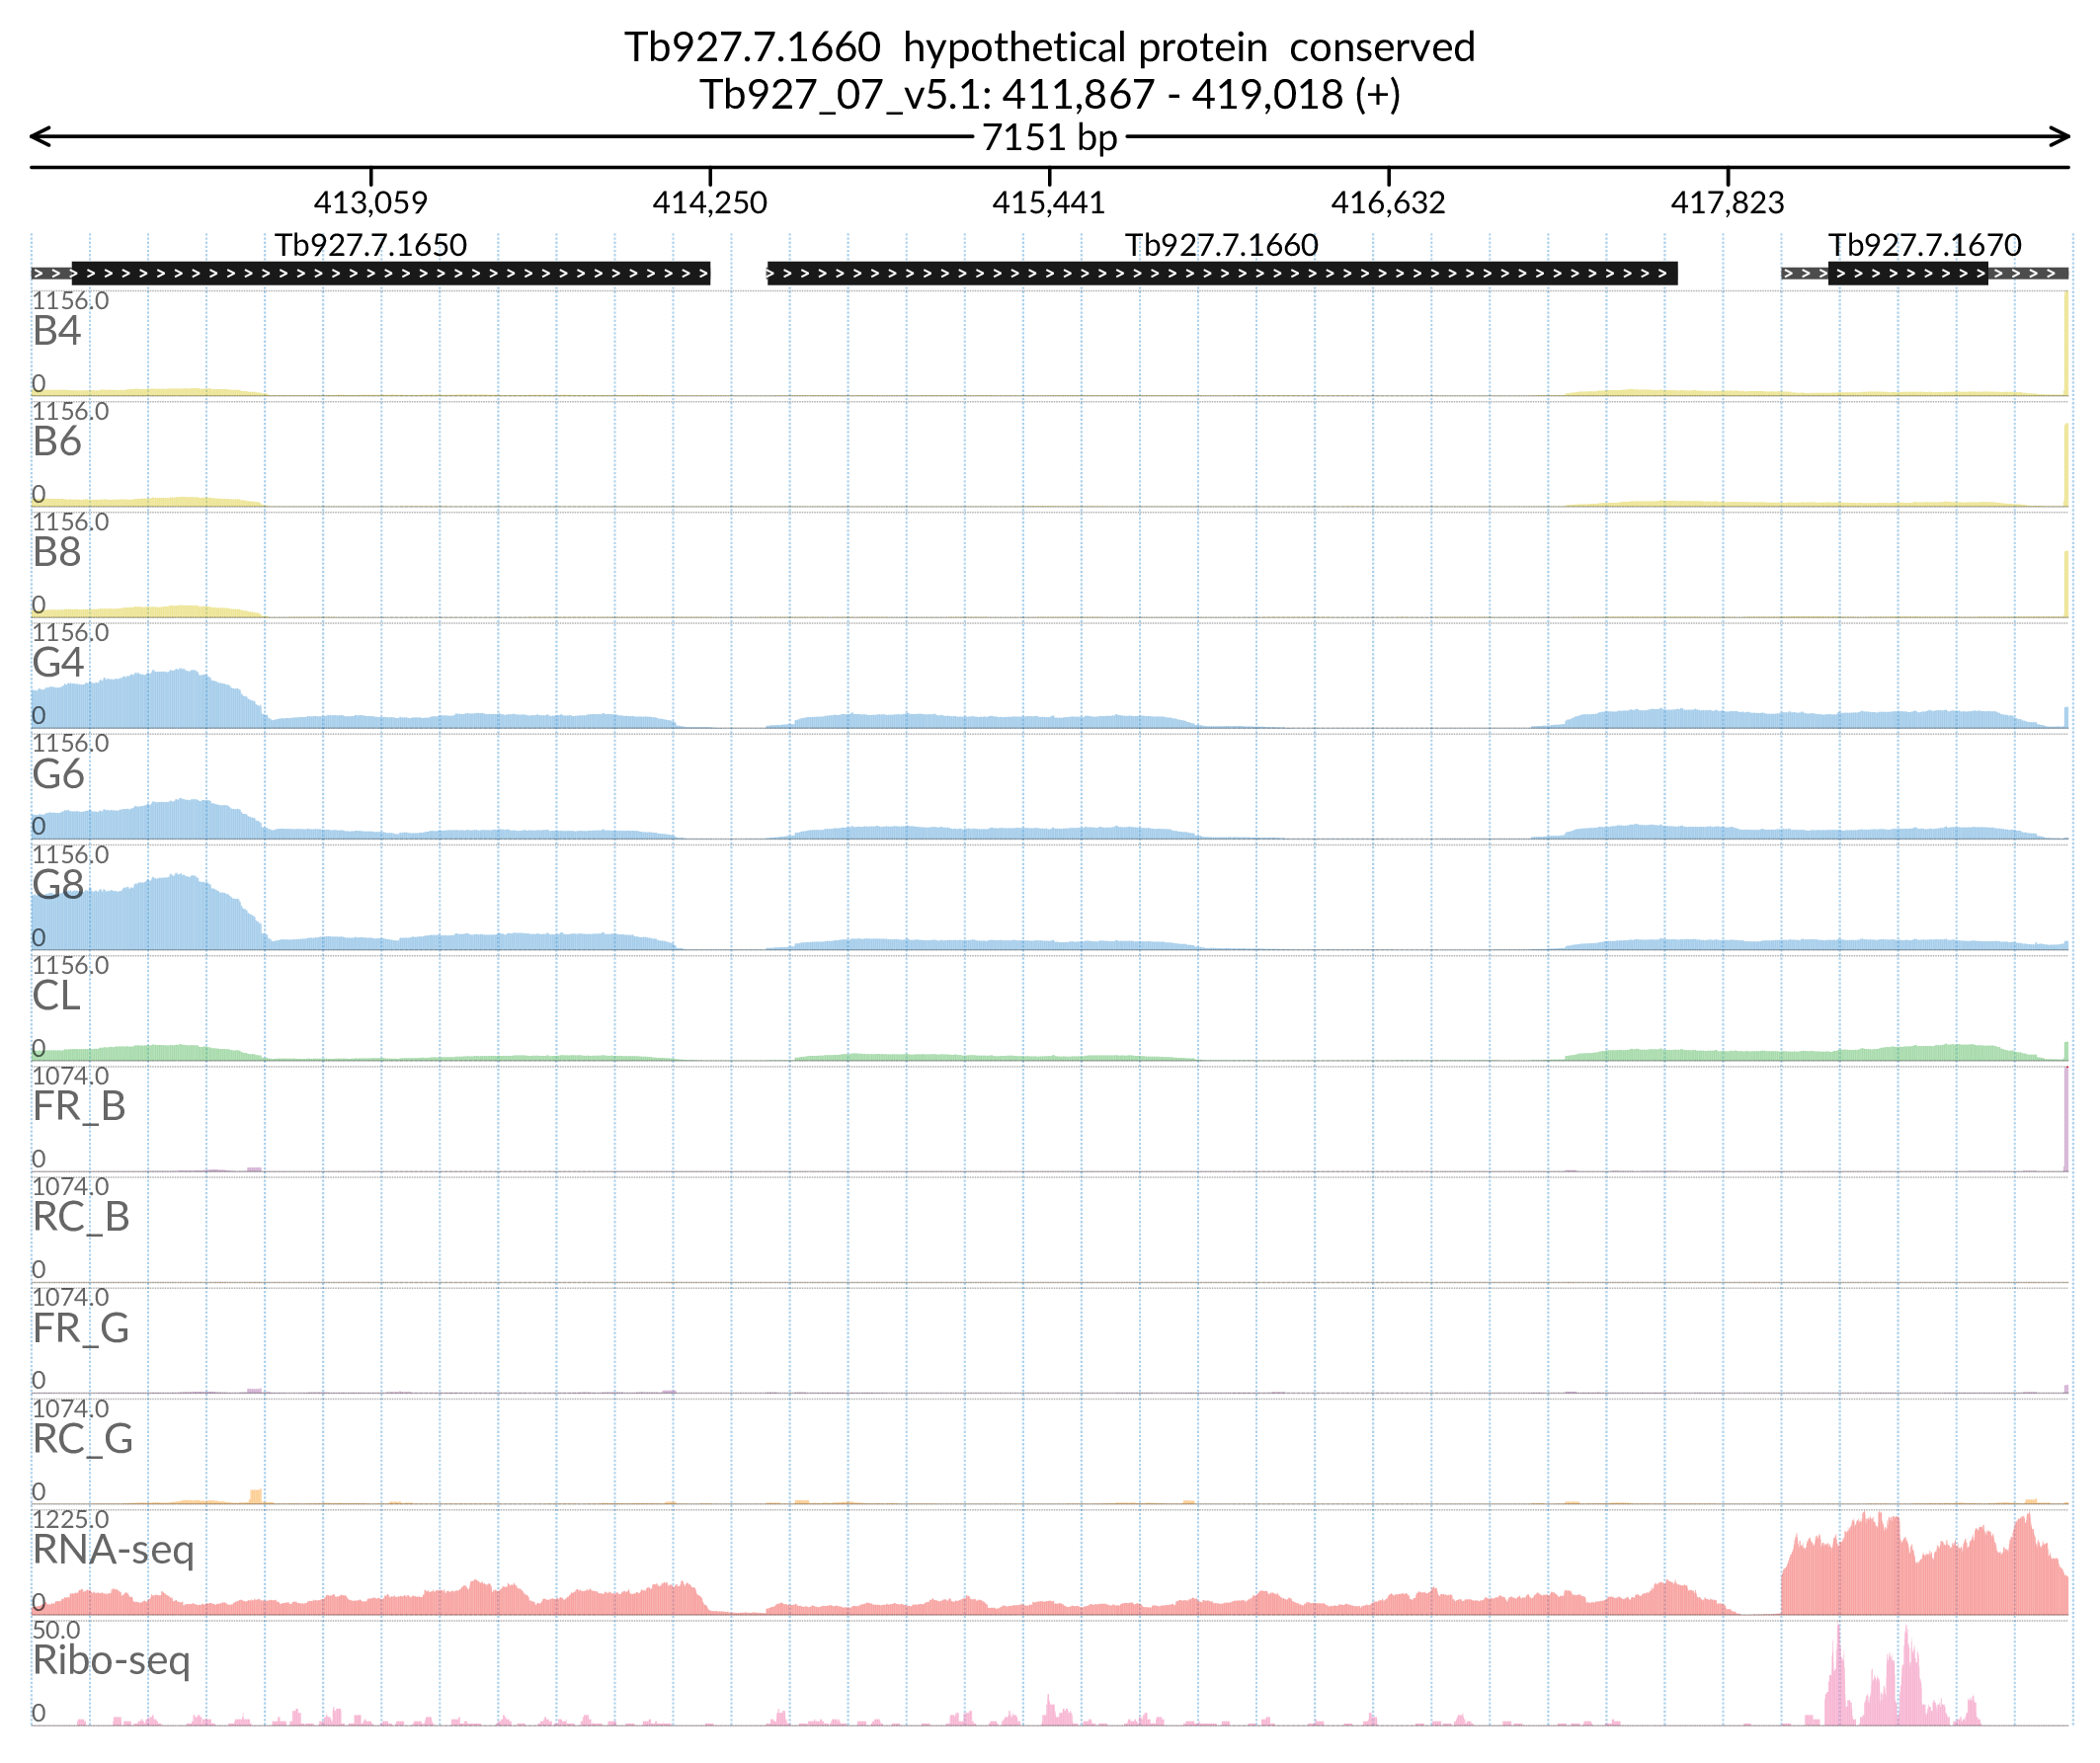 Tb927.7.1660  hypothetical protein  conserved
Tb927_07_v5.1: 411,867 - 419,018 (+)
7151 bp
413,059 414,250 415,441 416,632 417,823
Tb927.7.1650 Tb927.7.1660 Tb927.7.1670
1156.0
B4
0
1156.0
B6
0
1156.0
B8
0
1156.0
G4
0
1156.0
G6
0
1156.0
G8
0
1156.0
CL
0
1074.0
FR_B
0
1074.0
RC_B
0
1074.0
FR_G
0
1074.0
RC_G
0
1225.0
RNA-seq
0
50.0
Ribo-seq
0